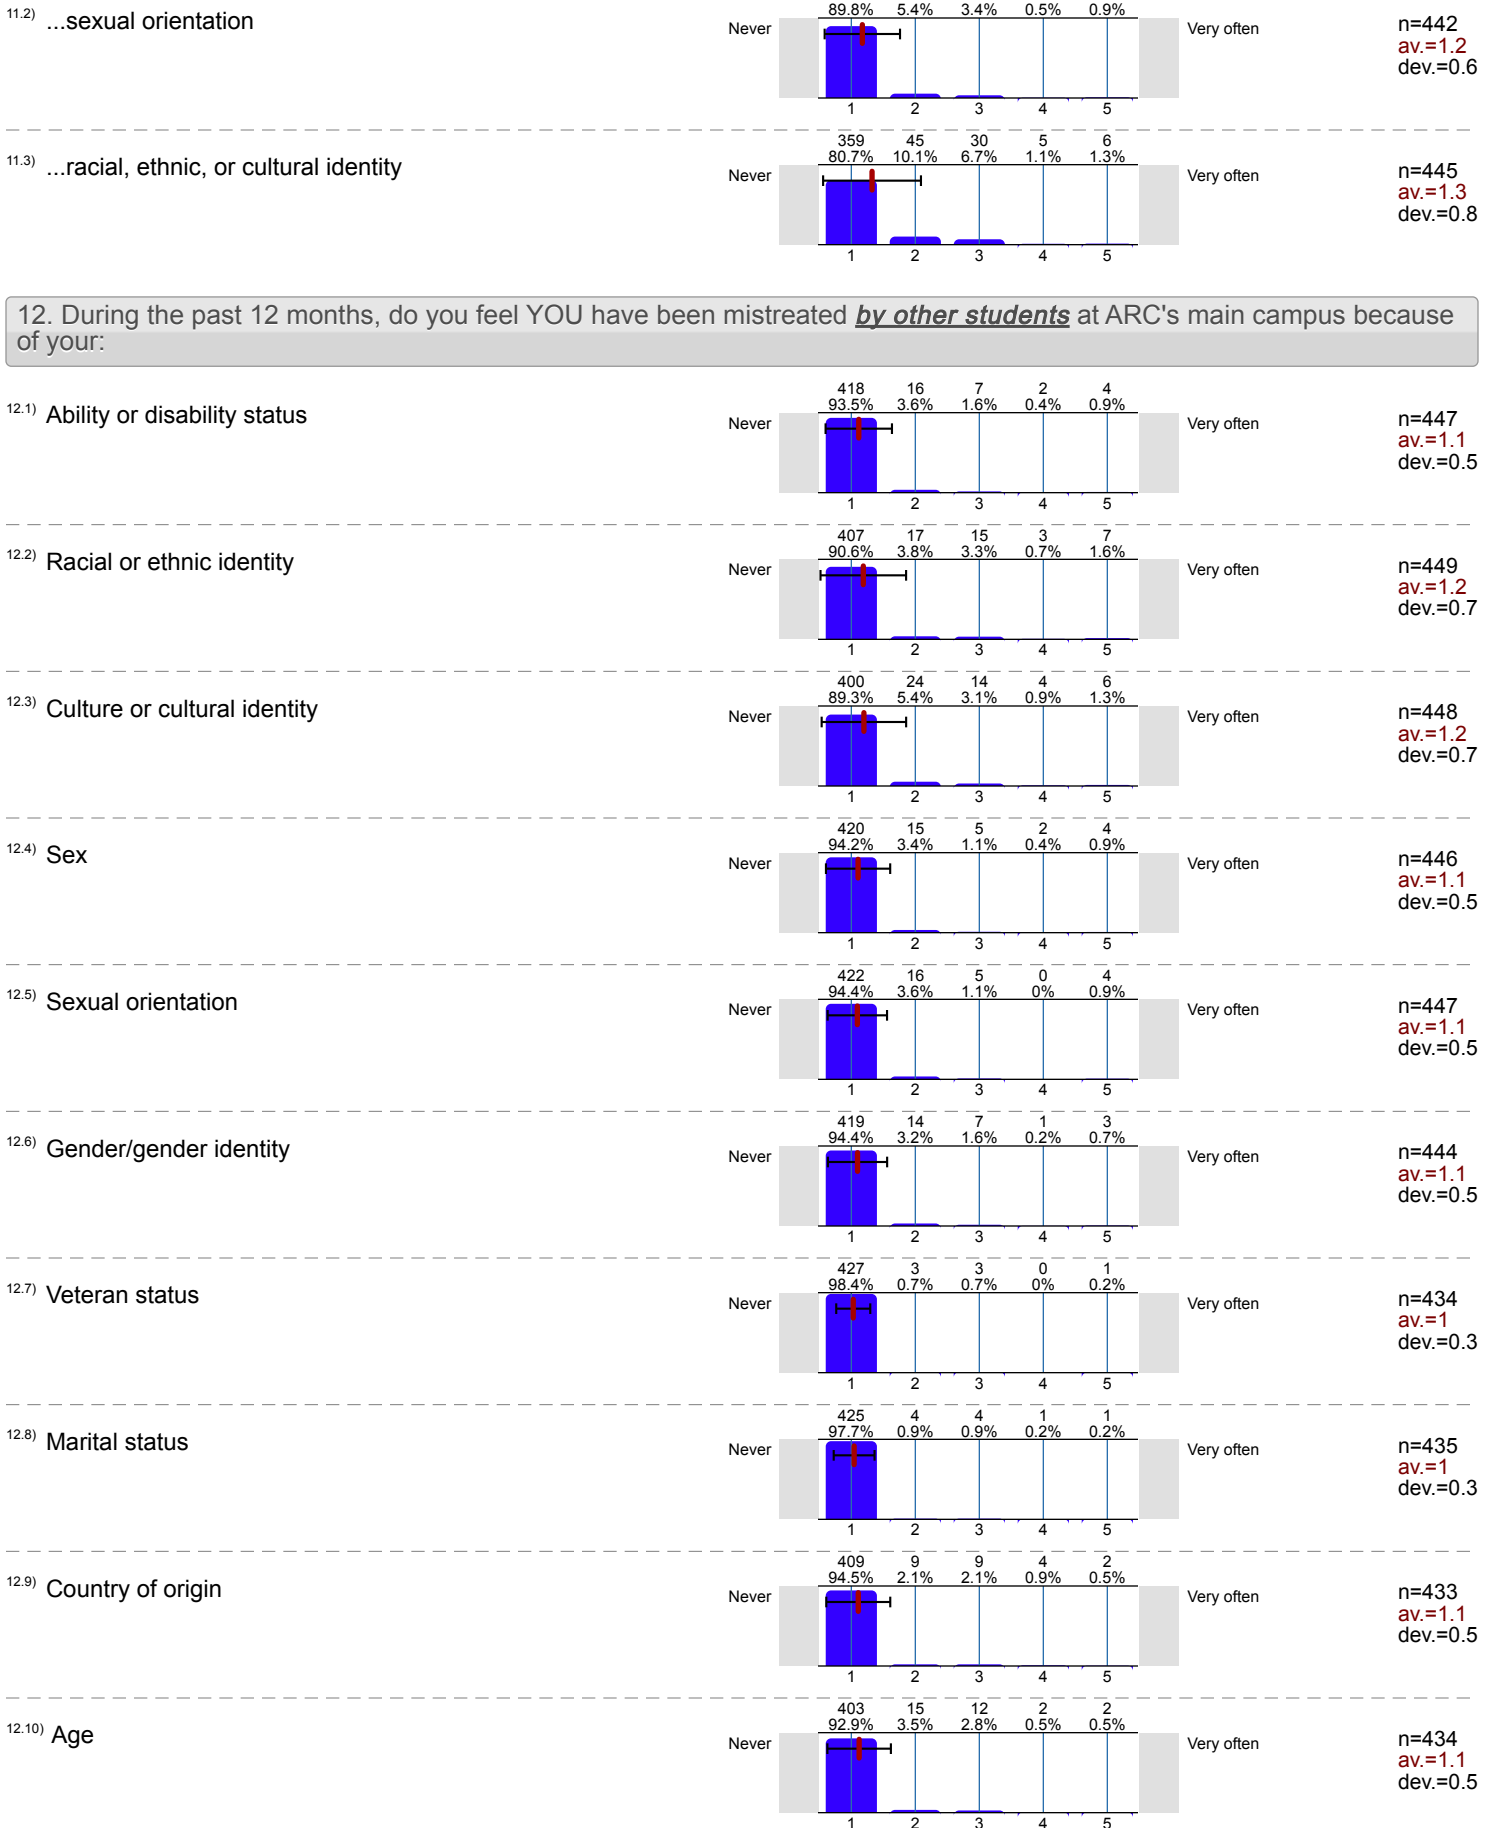 89.8% 5.4% 3.4% 0.5% 0.9%
11.2) ...sexual orientation
Never Very often
n=442
av.=1.2
dev.=0.6
1 2 3 4 5
359 45 30 5 6
80.7% 10.1% 6.7% 1.1% 1.3%
11.3) ...racial, ethnic, or cultural identity
Never Very often
n=445
av.=1.3
dev.=0.8
1 2 3 4 5
12. During the past 12 months, do you feel YOU have been mistreated by other students at ARC's main campus because
of your:
418 16 7 2 4
93.5% 3.6% 1.6% 0.4% 0.9%
12.1) Ability or disability status
Never Very often
n=447
av.=1.1
dev.=0.5
1 2 3 4 5
407 17 15 3 7
90.6% 3.8% 3.3% 0.7% 1.6%
12.2) Racial or ethnic identity
Never Very often
n=449
av.=1.2
dev.=0.7
1 2 3 4 5
400 24 14 4 6
89.3% 5.4% 3.1% 0.9% 1.3%
12.3) Culture or cultural identity
Never Very often
n=448
av.=1.2
dev.=0.7
1 2 3 4 5
420 15 5 2 4
94.2% 3.4% 1.1% 0.4% 0.9%
12.4) Sex
Never Very often
n=446
av.=1.1
dev.=0.5
1 2 3 4 5
422 16 5 0 4
94.4% 3.6% 1.1% 0% 0.9%
12.5) Sexual orientation
Never Very often
n=447
av.=1.1
dev.=0.5
1 2 3 4 5
419 14 7 1 3
94.4% 3.2% 1.6% 0.2% 0.7%
12.6) Gender/gender identity
Never Very often
n=444
av.=1.1
dev.=0.5
1 2 3 4 5
427 3 3 0 1
98.4% 0.7% 0.7% 0% 0.2%
12.7) Veteran status
Never Very often
n=434
av.=1
dev.=0.3
1 2 3 4 5
425 4 4 1 1
97.7% 0.9% 0.9% 0.2% 0.2%
12.8) Marital status
Never Very often
n=435
av.=1
dev.=0.3
1 2 3 4 5
409 9 9 4 2
94.5% 2.1% 2.1% 0.9% 0.5%
12.9) Country of origin
Never Very often
n=433
av.=1.1
dev.=0.5
1 2 3 4 5
403 15 12 2 2
92.9% 3.5% 2.8% 0.5% 0.5%
12.10) Age
Never Very often
n=434
av.=1.1
dev.=0.5
1 2 3 4 5